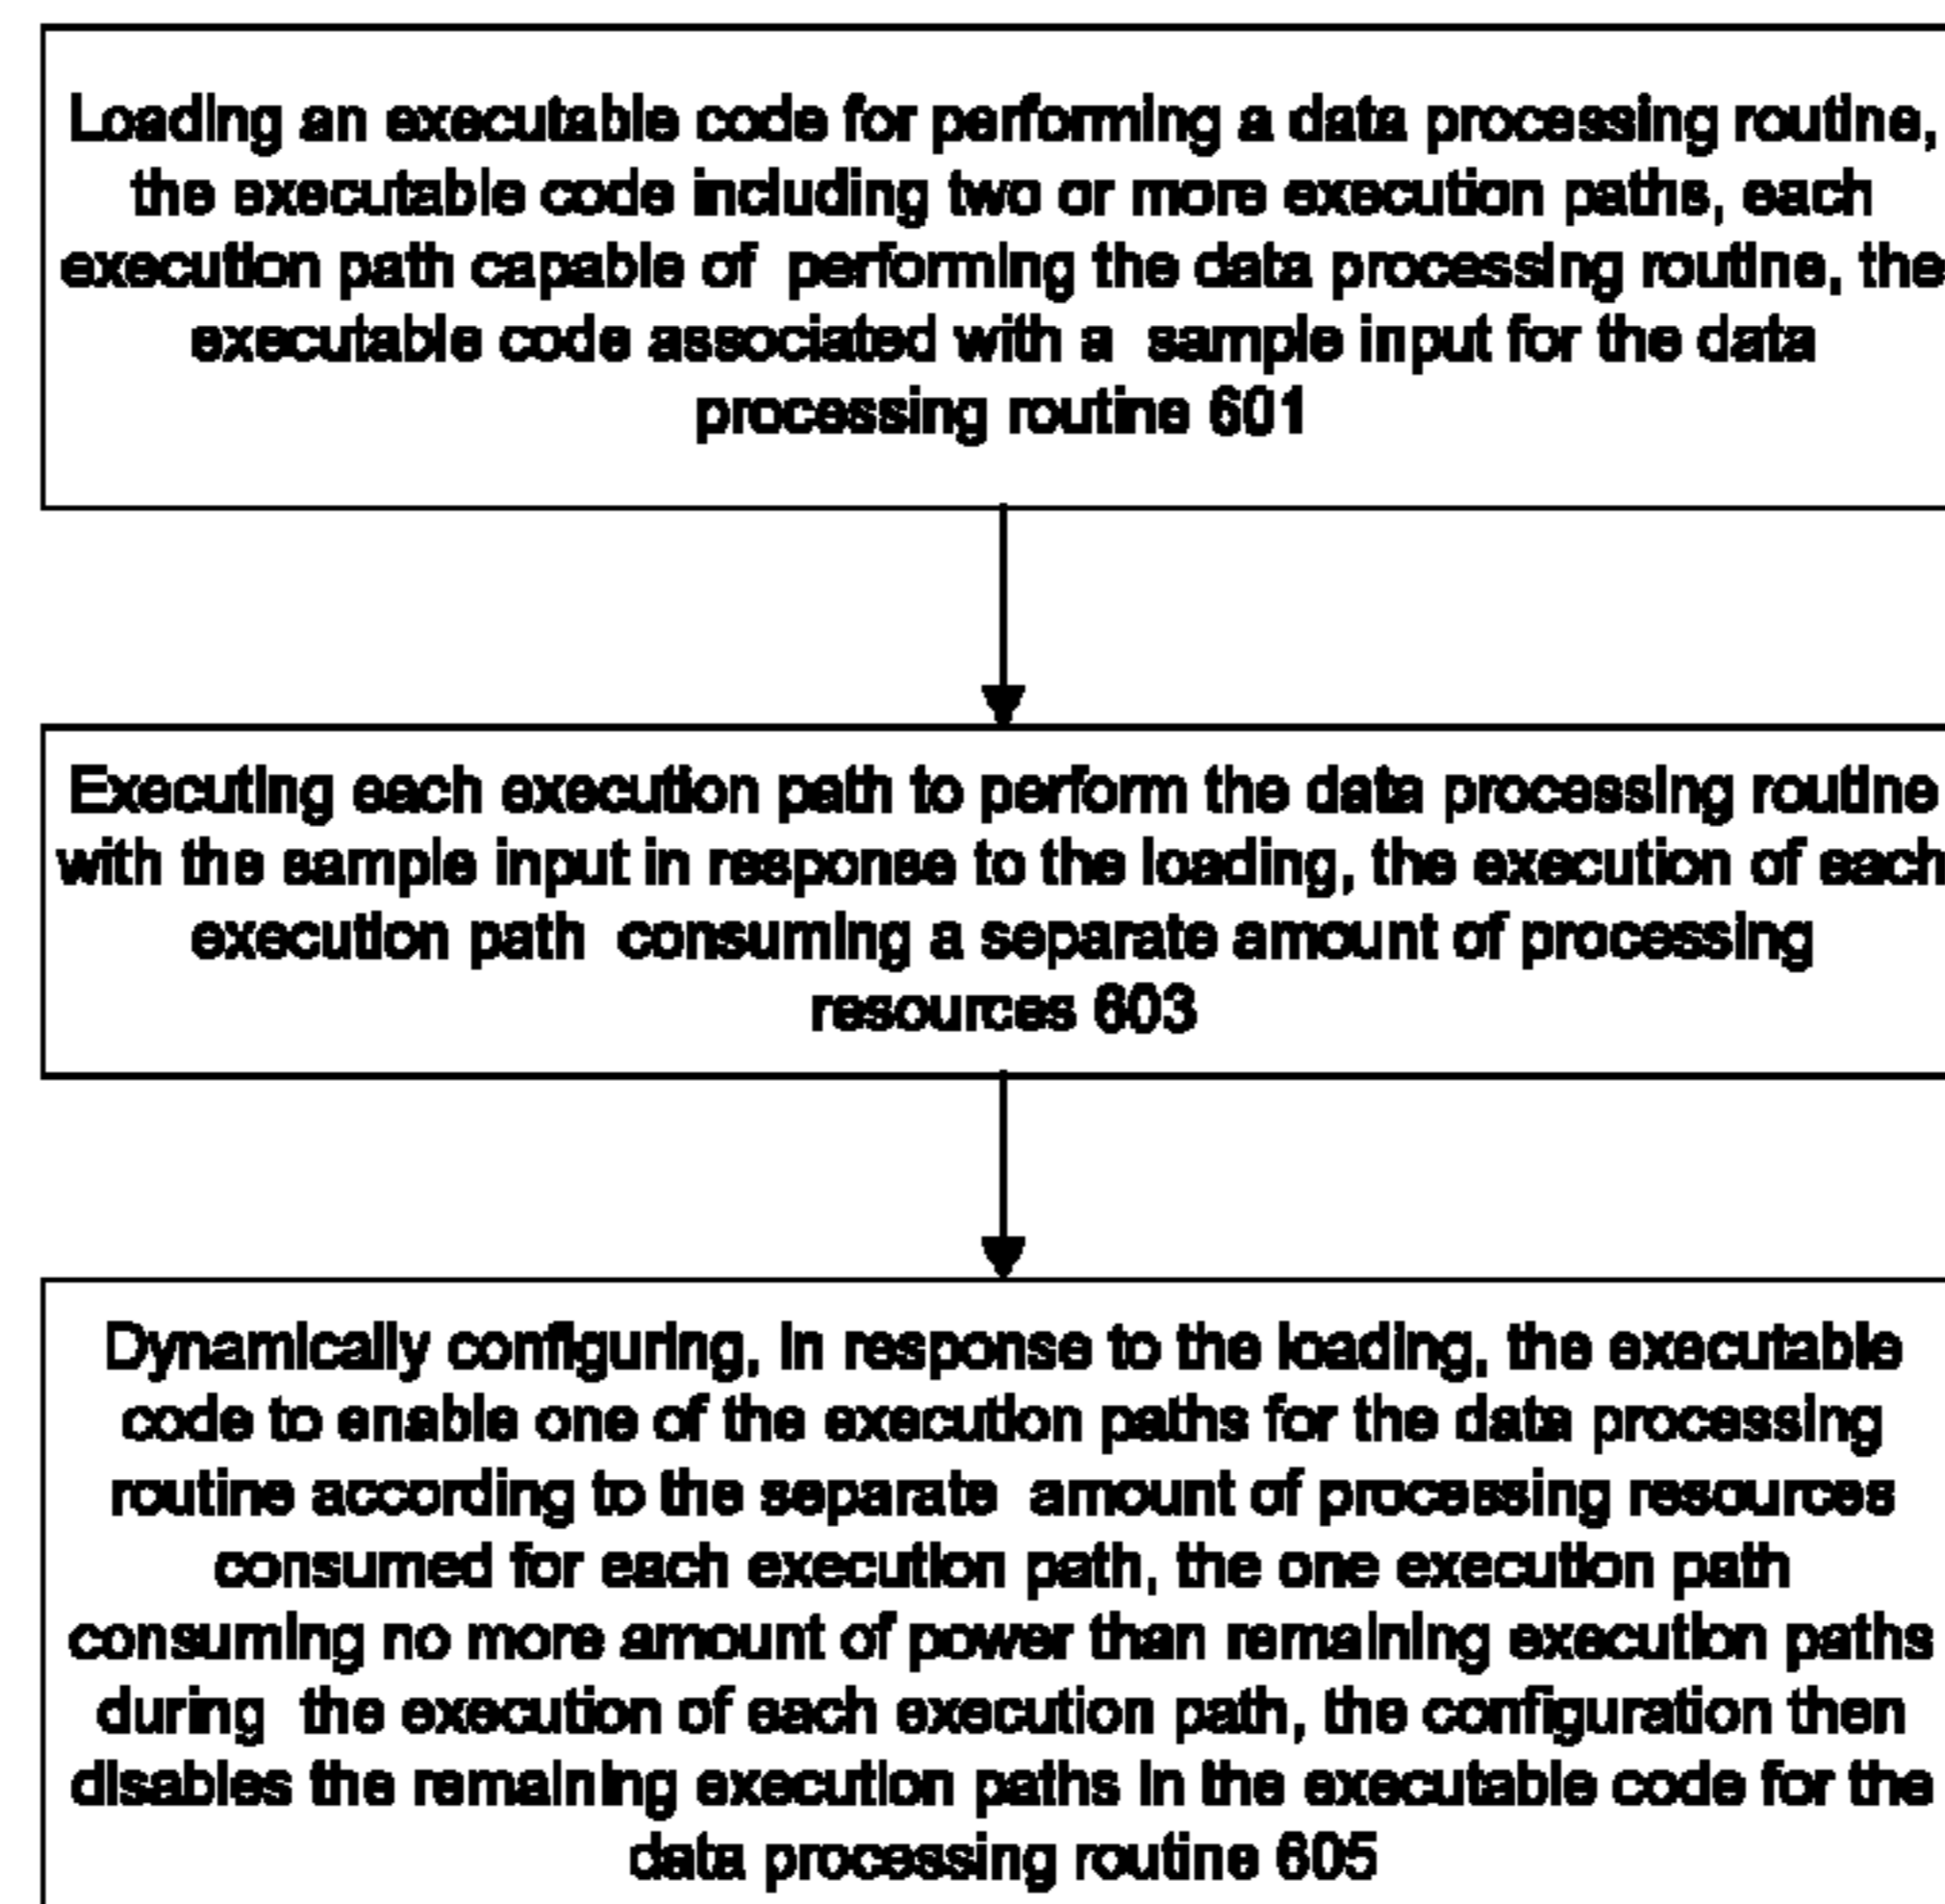 Loading an executable code for performing a data processing routine,
the executable code including two or more execution paths, each
execution path capable of performing the data processing routine, the
executable code associated with a sample input for the data
processing routine 601
Executing each execution path to perform the data processing routine
with the sample input in response to the loading, the execution of each
execution path consuming a separate amount of processing
resources 603
Dynamically configuring, in response to the loading, the executable
code to enable one of the execution paths for the data processing
routine according to the separate amount of processing resources
consumed for each execution path, the one execution path
consuming no more amount of power than remaining execution paths
during the execution of each execution path, the configuration then
disables the remaining execution paths in the executable code for the
data processing routine 605